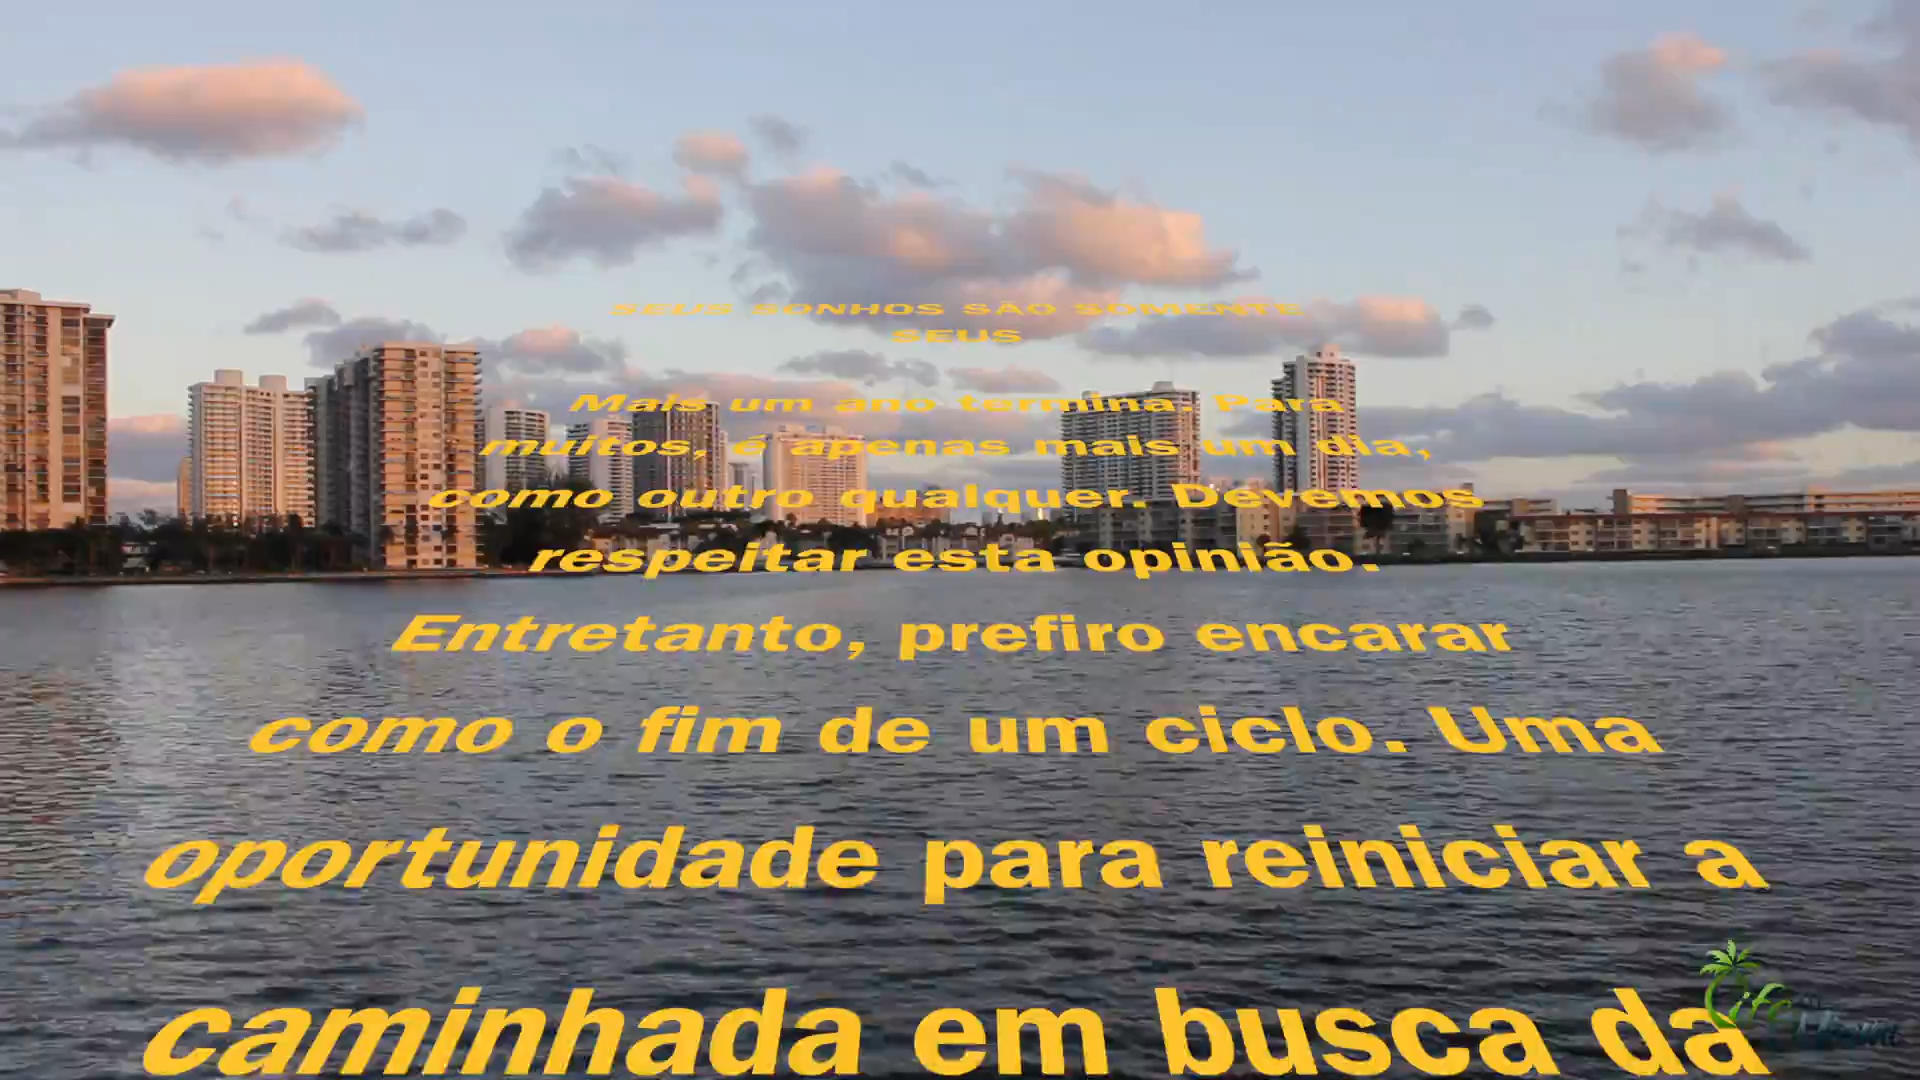 SEUS SONHOS SÃO SOMENTE
SEUS
Mais um ano termina. Para
muitos, é apenas mais um dia,
como outro qualquer. Devemos
respeitar esta opinião.
Entretanto, prefiro encarar
como o fim de um ciclo. Uma
oportunidade para reiniciar a
caminhada em busca da
Life
Miami